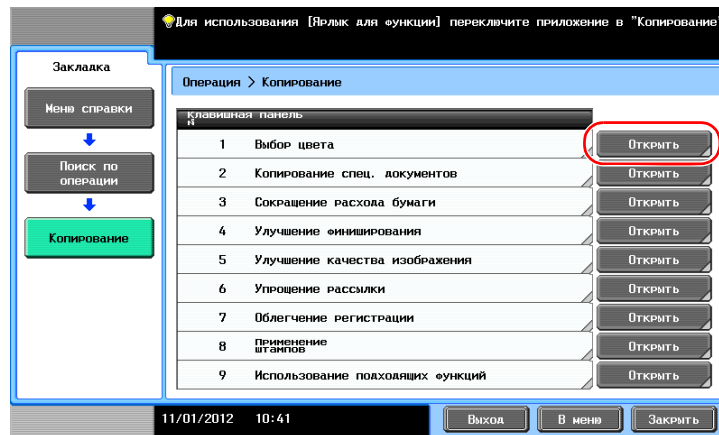 Для использования [Ярлык для функции] переключите приложение в "Копирование"
Закладка
Операция > Копирование
Меню справки
Клавишная панель
1 Выбор цвета Открыть
2 Копирование спец. документов Открыть
Поиск по
операции
3 Сокращение расхода бумаги Открыть
4 Улучшение финиширования Открыть
Копирование
5 Улучшение качества изображения Открыть
6 Упрощение рассылки Открыть
7 Облегчение регистрации Открыть
8 Применение
штампов Открыть
9 Использование подходящих функций Открыть
11/01/2012 10:41 Выход В меню Закрыть